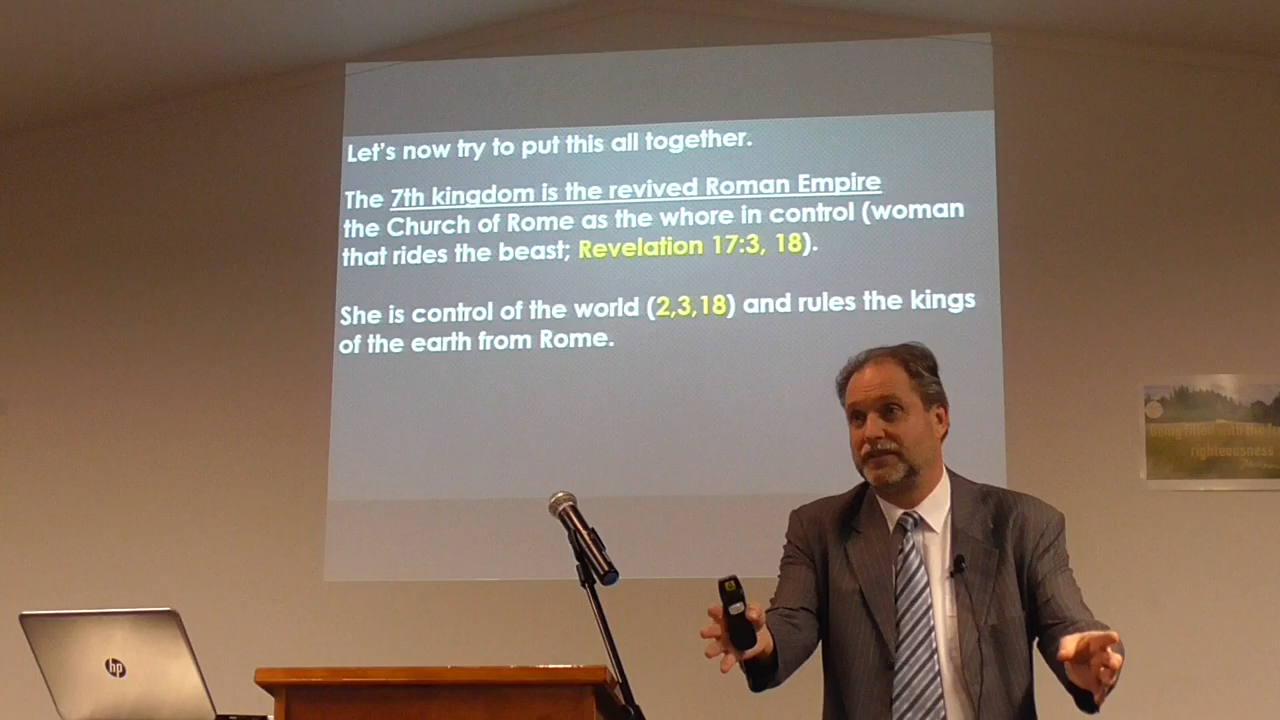 Let's now try to put this all together.
The 7th kingdom is the revived Roman Empire
the Church of Rome as the whore in control (woman
that rides the beast; Revelation 17:3, 18).
She is control of the world (2,3,18) and rules the kings
of the earth from Rome.
righteousness
hp